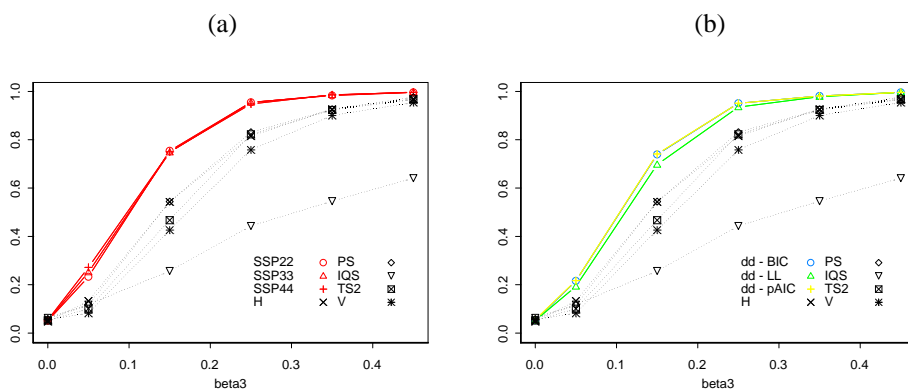 (a)
(b)
1.0
0.8
0.6
0.4
0.2
0.0
SSP22 PS
SSP33 IQS
SSP44 TS2
H V
0.0 0.1 0.2 0.3 0.4
beta3
1.0
0.8
0.6
0.4
0.2
0.0
dd - BIC PS
dd - LL IQS
dd - pAIC TS2
H V
0.0 0.1 0.2 0.3 0.4
beta3